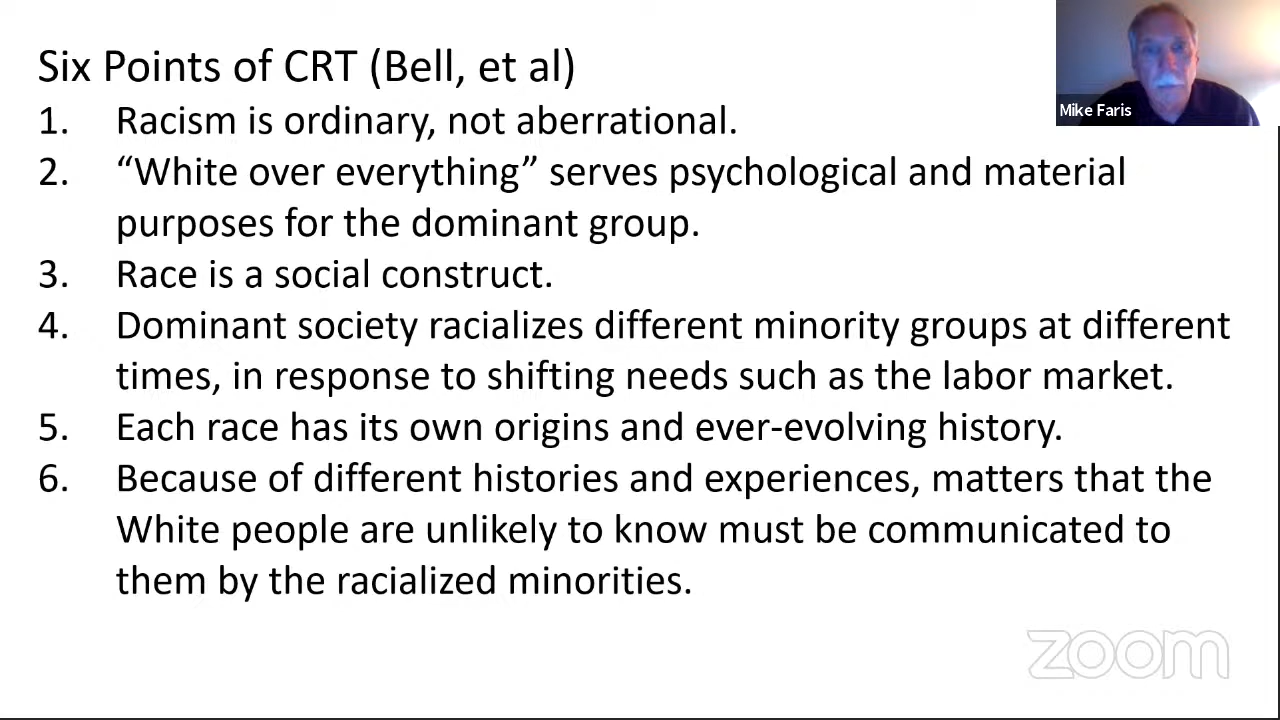 Six Points of CRT (Bell, et al)
1. Racism is ordinary, not aberrational.
2. “White over everything” serves psychological and material
purposes for the dominant group.
3. Race is a social construct.
4. Dominant society racializes different minority groups at different
times, in response to shifting needs such as the labor market.
5. Each race has its own origins and ever-evolving history.
6. Because of different histories and experiences, matters that the
White people are unlikely to know must be communicated to
them by the racialized minorities.
Mike Faris
zoom